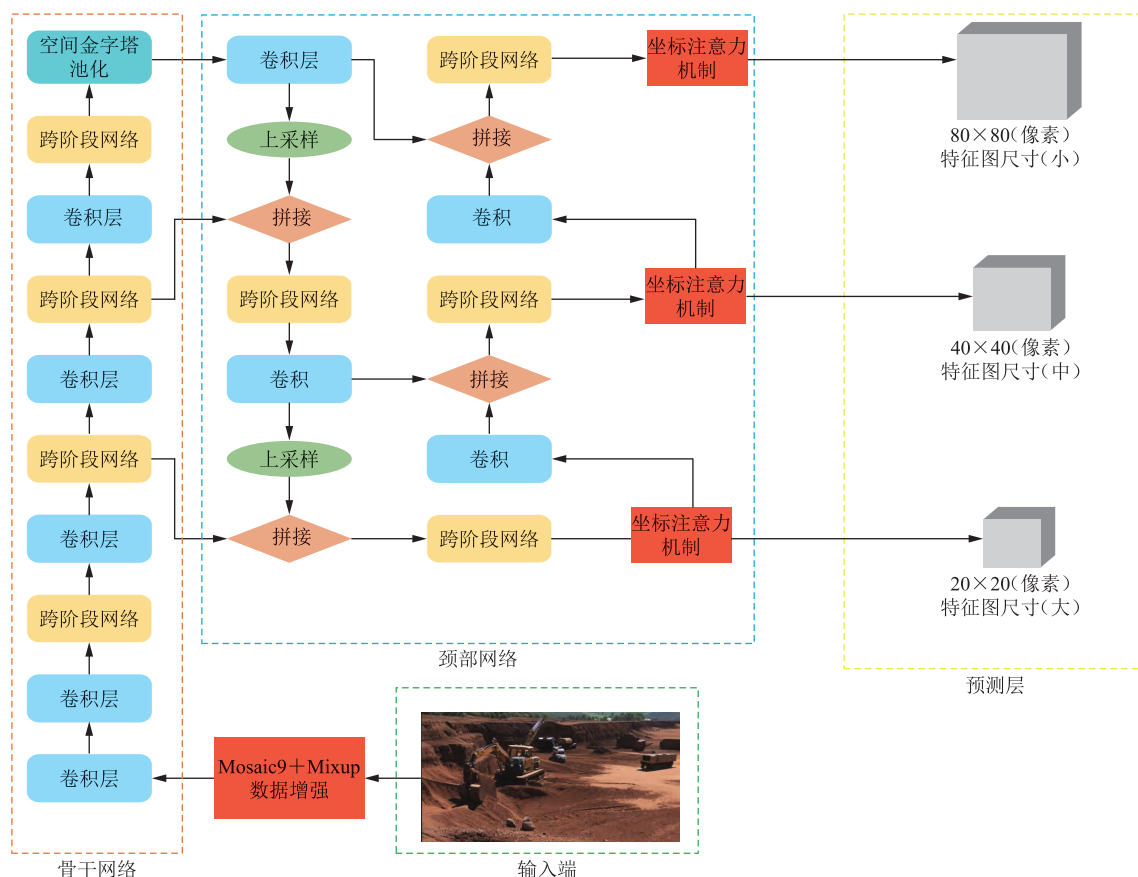 空间金字塔
池化
跨阶段网络
卷积层
跨阶段网络
卷积层
跨阶段网络
卷积层
跨阶段网络
卷积层
卷积层
骨干网络
卷积层
上采样
拼接
跨阶段网络
卷积
上采样
拼接
跨阶段网络
拼接
卷积
跨阶段网络
拼接
卷积
跨阶段网络
坐标注意力
机制
坐标注意力
机制
坐标注意力
机制
颈部网络
80×80(像素)
特征图尺寸(小)
40×40(像素)
特征图尺寸(中)
20×20(像素)
特征图尺寸(大)
预测层
Mosaic9+Mixup
数据增强
输入端